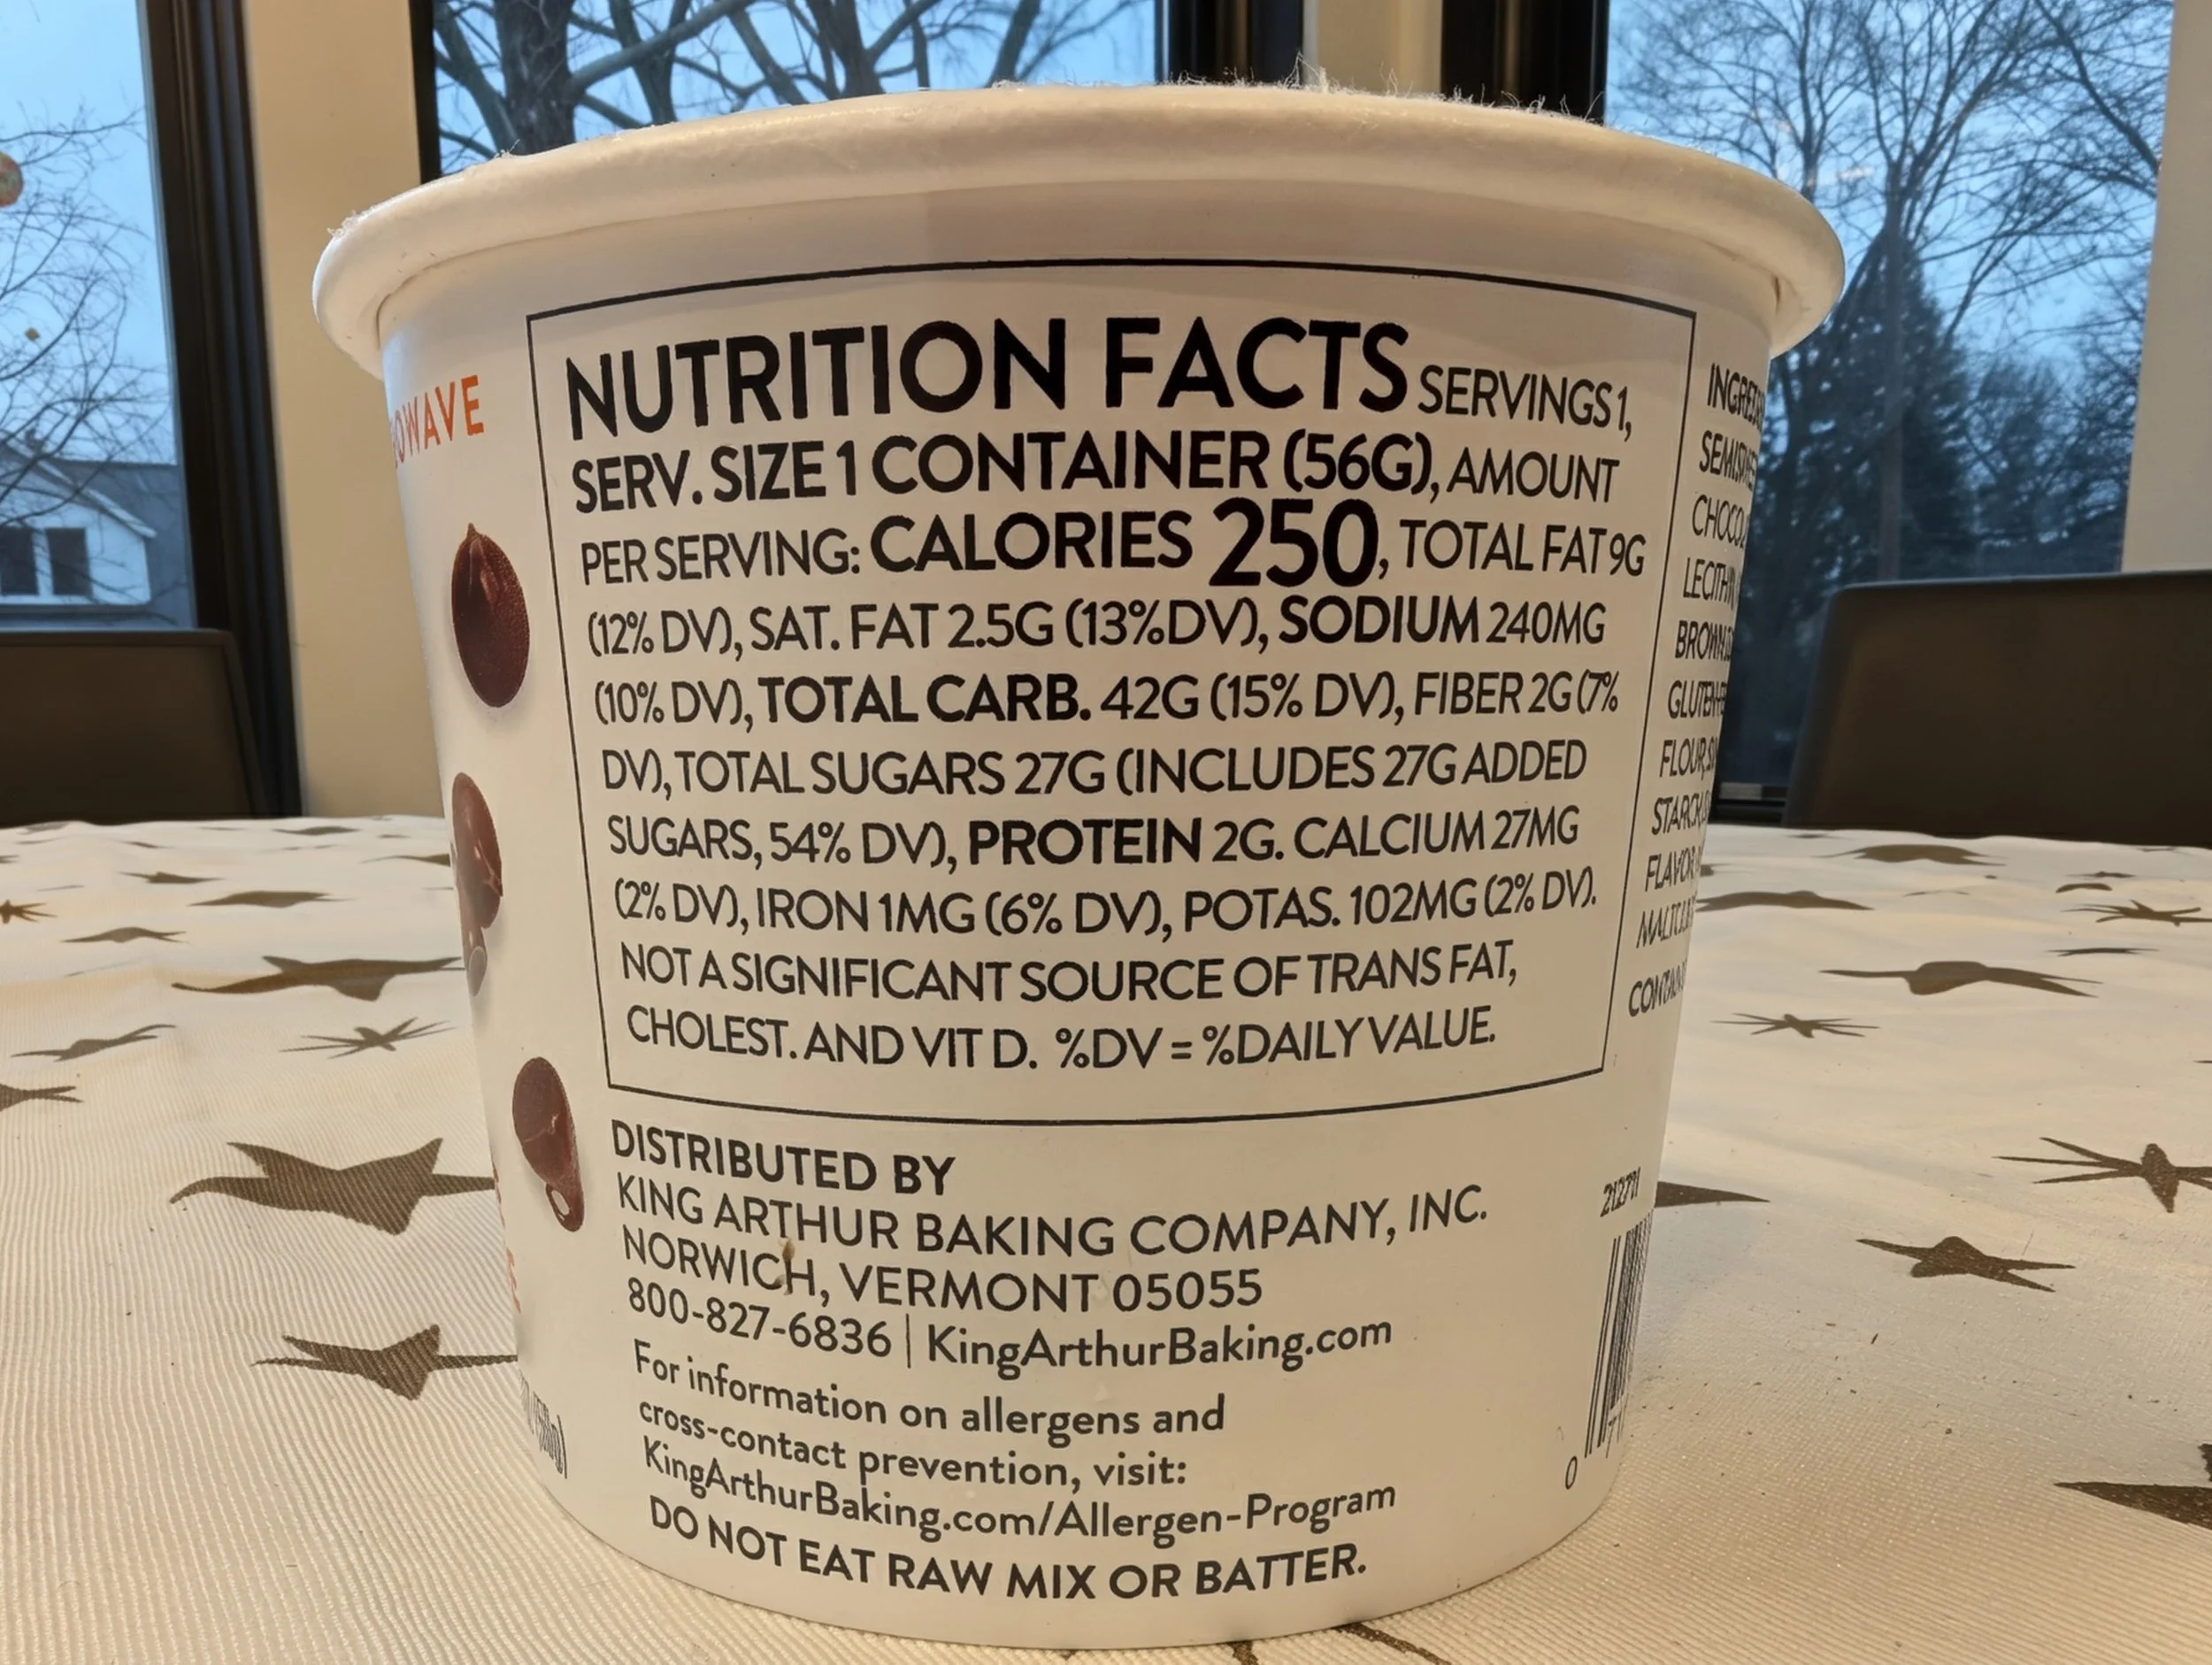 NUTRITION FACTS SERVINGS 1,
SERV. SIZE 1 CONTAINER (56G), AMOUNT
PER SERVING: CALORIES 250, TOTAL FAT 9G
(12% DV), SAT. FAT 2.5G (13%DV), SODIUM 240MG
(10% DV), TOTAL CARB. 42G (15% DV), FIBER 2G (7%
DV), TOTAL SUGARS 27G (INCLUDES 27G ADDED
SUGARS, 54% DV), PROTEIN 2G. CALCIUM 27MG
(2% DV), IRON 1MG (6% DV), POTAS. 102MG (2% DV).
NOT A SIGNIFICANT SOURCE OF TRANS FAT,
CHOLEST. AND VIT D. %DV = %DAILY VALUE.
DISTRIBUTED BY
KING ARTHUR BAKING COMPANY, INC.
NORWICH, VERMONT 05055
800-827-6836 | KingArthurBaking.com
For information on allergens and
cross-contact prevention, visit:
KingArthurBaking.com/Allergen-Program
DO NOT EAT RAW MIX OR BATTER.